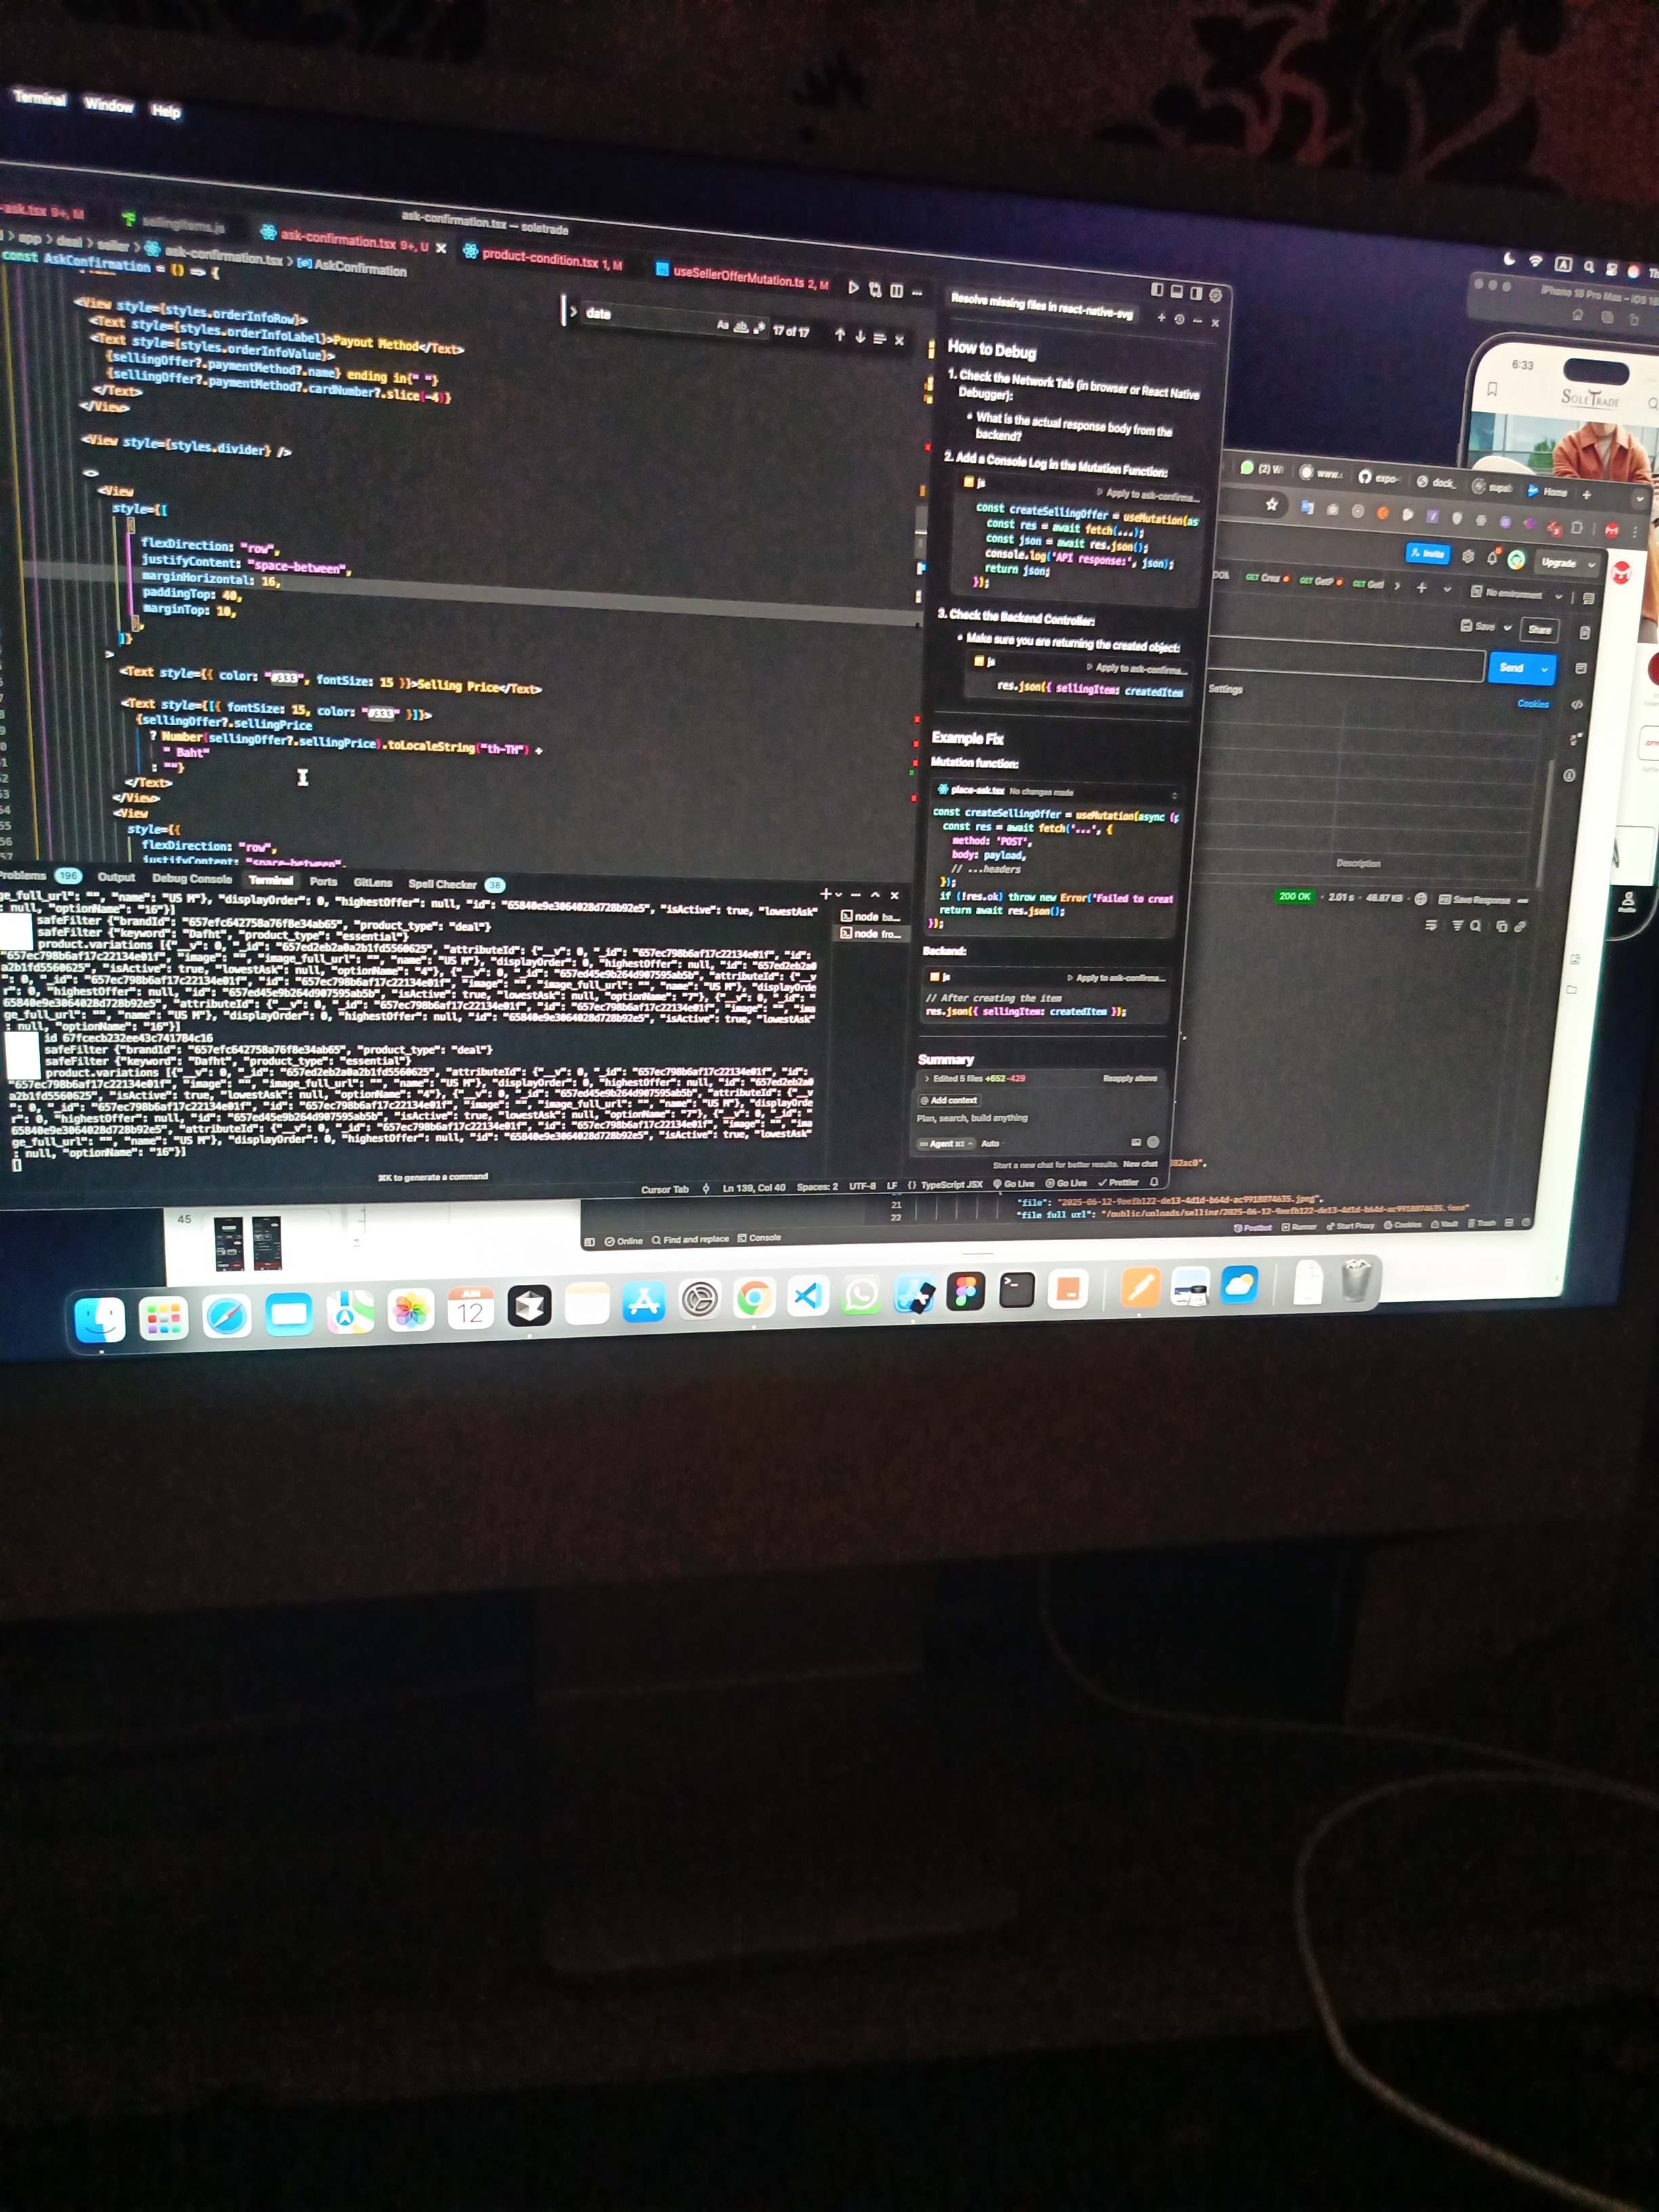 Terminal Window Help
ask-confirmation.tsx — soletrade
-ask.tsx 9+, M
sellingItems.js
ask-confirmation.tsx 9+, U
product-condition.tsx 1, M
useSellerOfferMutation.ts 2, M
app > deal > seller > ask-confirmation.tsx > AskConfirmation
const AskConfirmation = () => {
<View style={styles.orderInfoRow}>
<Text style={styles.orderInfoLabel}>Payout Method</Text>
<Text style={styles.orderInfoValue}>
{sellingOffer?.paymentMethod?.name} ending in{" "}
{sellingOffer?.paymentMethod?.cardNumber?.slice(-4)}
</Text>
</View>
<View style={styles.divider} />
<>
<View
style={[
{
flexDirection: "row",
justifyContent: "space-between",
marginHorizontal: 16,
paddingTop: 40,
marginTop: 10,
},
]}
>
<Text style={{ color: "#333", fontSize: 15 }}>Selling Price</Text>
<Text style={[{ fontSize: 15, color: "#333" }]}>
{sellingOffer?.sellingPrice
? Number(sellingOffer?.sellingPrice).toLocaleString("th-TH") +
" Baht"
: ""}
</Text>
</View>
<View
style={{
flexDirection: "row",
justifyContent: "space-between",
date
Aa ab 17 of 17
Problems 196 Output Debug Console Terminal Ports GitLens Spell Checker 38
ge_full_url": "", "name": "US M"}, "displayOrder": 0, "highestOffer": null, "id": "65840e9e3064028d728b92e5", "isActive": true, "lowestAsk"
: null, "optionName": "16"}]
safeFilter {"brandId": "657efc642758a76f8e34ab65", "product_type": "deal"}
safeFilter {"keyword": "Dafht", "product_type": "essential"}
product.variations [{"__v": 0, "_id": "657ed2eb2a0a2b1fd5560625", "attributeId": {"__v": 0, "_id": "657ec798b6af17c22134e01f", "id":
"657ec798b6af17c22134e01f", "image": "", "image_full_url": "", "name": "US M"}, "displayOrder": 0, "highestOffer": null, "id": "657ed2eb2a0
a2b1fd5560625", "isActive": true, "lowestAsk": null, "optionName": "4"}, {"__v": 0, "_id": "657ed45e9b264d907595ab5b", "attributeId": {"__v
": 0, "_id": "657ec798b6af17c22134e01f", "id": "657ec798b6af17c22134e01f", "image": "", "image_full_url": "", "name": "US M"}, "displayOrde
r": 0, "highestOffer": null, "id": "657ed45e9b264d907595ab5b", "isActive": true, "lowestAsk": null, "optionName": "7"}, {"__v": 0, "_id": "
65840e9e3064028d728b92e5", "attributeId": {"__v": 0, "_id": "657ec798b6af17c22134e01f", "id": "657ec798b6af17c22134e01f", "image": "", "ima
ge_full_url": "", "name": "US M"}, "displayOrder": 0, "highestOffer": null, "id": "65840e9e3064028d728b92e5", "isActive": true, "lowestAsk"
: null, "optionName": "16"}]
id 67fcecb232ee43c741784c16
safeFilter {"brandId": "657efc642758a76f8e34ab65", "product_type": "deal"}
safeFilter {"keyword": "Dafht", "product_type": "essential"}
product.variations [{"__v": 0, "_id": "657ed2eb2a0a2b1fd5560625", "attributeId": {"__v": 0, "_id": "657ec798b6af17c22134e01f", "id":
"657ec798b6af17c22134e01f", "image": "", "image_full_url": "", "name": "US M"}, "displayOrder": 0, "highestOffer": null, "id": "657ed2eb2a0
a2b1fd5560625", "isActive": true, "lowestAsk": null, "optionName": "4"}, {"__v": 0, "_id": "657ed45e9b264d907595ab5b", "attributeId": {"__v
": 0, "_id": "657ec798b6af17c22134e01f", "id": "657ec798b6af17c22134e01f", "image": "", "image_full_url": "", "name": "US M"}, "displayOrde
r": 0, "highestOffer": null, "id": "657ed45e9b264d907595ab5b", "isActive": true, "lowestAsk": null, "optionName": "7"}, {"__v": 0, "_id": "
65840e9e3064028d728b92e5", "attributeId": {"__v": 0, "_id": "657ec798b6af17c22134e01f", "id": "657ec798b6af17c22134e01f", "image": "", "ima
ge_full_url": "", "name": "US M"}, "displayOrder": 0, "highestOffer": null, "id": "65840e9e3064028d728b92e5", "isActive": true, "lowestAsk"
: null, "optionName": "16"}]
⌘K to generate a command
node ba...
node fro...
Cursor Tab Ln 139, Col 40 Spaces: 2 UTF-8 LF {} TypeScript JSX Go Live Go Live Prettier
Resolve missing files in react-native-svg
How to Debug
1. Check the Network Tab (in browser or React Native
Debugger):
• What is the actual response body from the
backend?
2. Add a Console Log in the Mutation Function:
js Apply to ask-confirma...
const createSellingOffer = useMutation(as
const res = await fetch(...);
const json = await res.json();
console.log('API response:', json);
return json;
});
3. Check the Backend Controller:
• Make sure you are returning the created object:
js Apply to ask-confirma...
res.json({ sellingItem: createdItem
Example Fix
Mutation function:
place-ask.tsx No changes made
const createSellingOffer = useMutation(async (p
const res = await fetch('...', {
method: 'POST',
body: payload,
// ...headers
});
if (!res.ok) throw new Error('Failed to creat
return await res.json();
});
Backend:
js Apply to ask-confirma...
// After creating the item
res.json({ sellingItem: createdItem });
Summary
> Edited 5 files +652 -429 Reapply above
@ Add context
Plan, search, build anything
Agent ⌘I Auto
Start a new chat for better results. New chat
iPhone 16 Pro Max – iOS 18
6:33
SOLETRADE
(2) W
www.
expo-
dock_
supal
Home
Invite
Upgrade
GET Crea GET GetP GET Getl
No environment
Save Share
Send
Settings
Cookies
Description
200 OK 2.01 s 46.87 KB Save Response
82ac0",
21 "file": "2025-06-12-9eefb122-de13-4d1d-b64d-ac9918074635.jpeg",
22 "file_full_url": "/public/uploads/selling/2025-06-12-9eefb122-de13-4d1d-b64d-ac9918074635.jpeg"
Online Find and replace Console
Postbot Runner Start Proxy Cookies Vault Trash
45
JUN
12